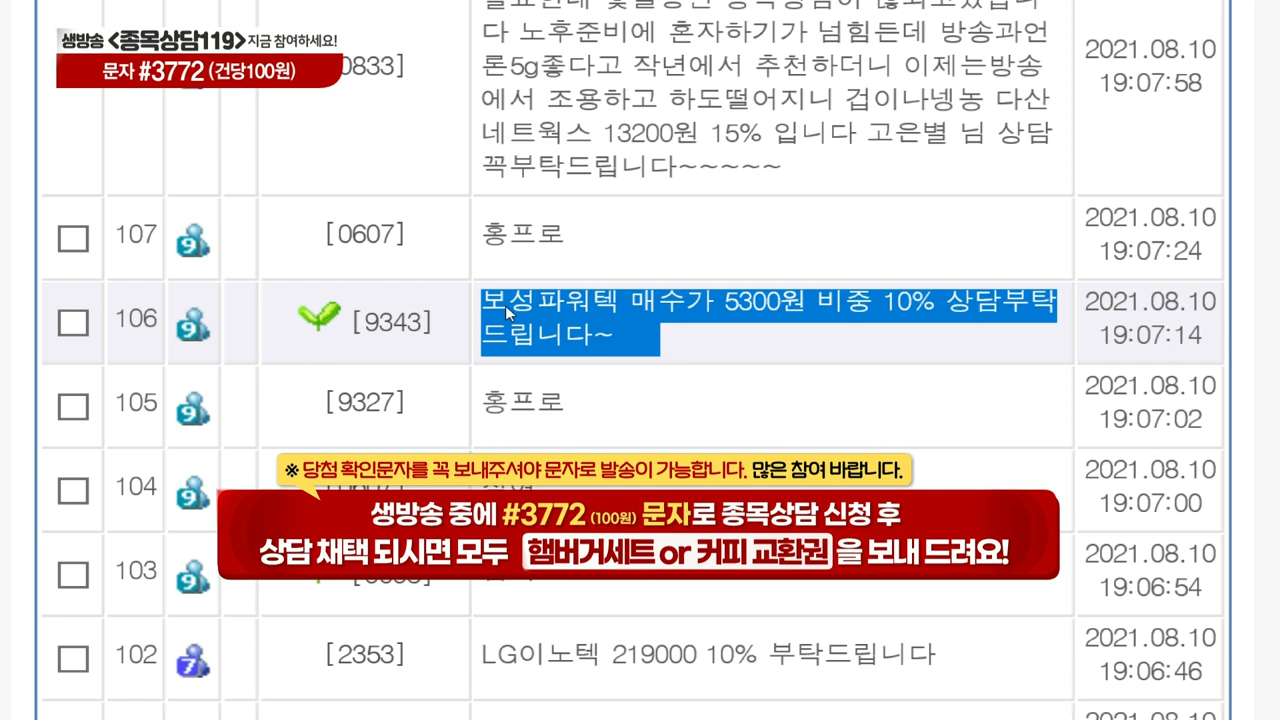 생방송 <종목상담119> 지금 참여하세요!
문자 #3772 (건당100원)
0833]
다 노후준비에 혼자하기가 넘힘든데 방송과언
론5g좋다고 작년에서 추천하더니 이제는방송
에서 조용하고 하도떨어지니 겁이나넹농 다산
네트웍스 13200원 15% 입니다 고은별 님 상담
꼭부탁드립니다~~~~~
2021.08.10
19:07:58
107
9
[0607]
홍프로
2021.08.10
19:07:24
106
9
[9343]
보성파워텍 매수가 5300원 비중 10% 상담부탁
드립니다~
2021.08.10
19:07:14
105
9
[9327]
홍프로
2021.08.10
19:07:02
104
9
2021.08.10
19:07:00
※ 당첨 확인문자를 꼭 보내주셔야 문자로 발송이 가능합니다. 많은 참여 바랍니다.
생방송 중에 #3772 (100원) 문자로 종목상담 신청 후
상담 채택 되시면 모두 햄버거세트 or 커피 교환권 을 보내 드려요!
103
9
2021.08.10
19:06:54
102
7
[2353]
LG이노텍 219000 10% 부탁드립니다
2021.08.10
19:06:46